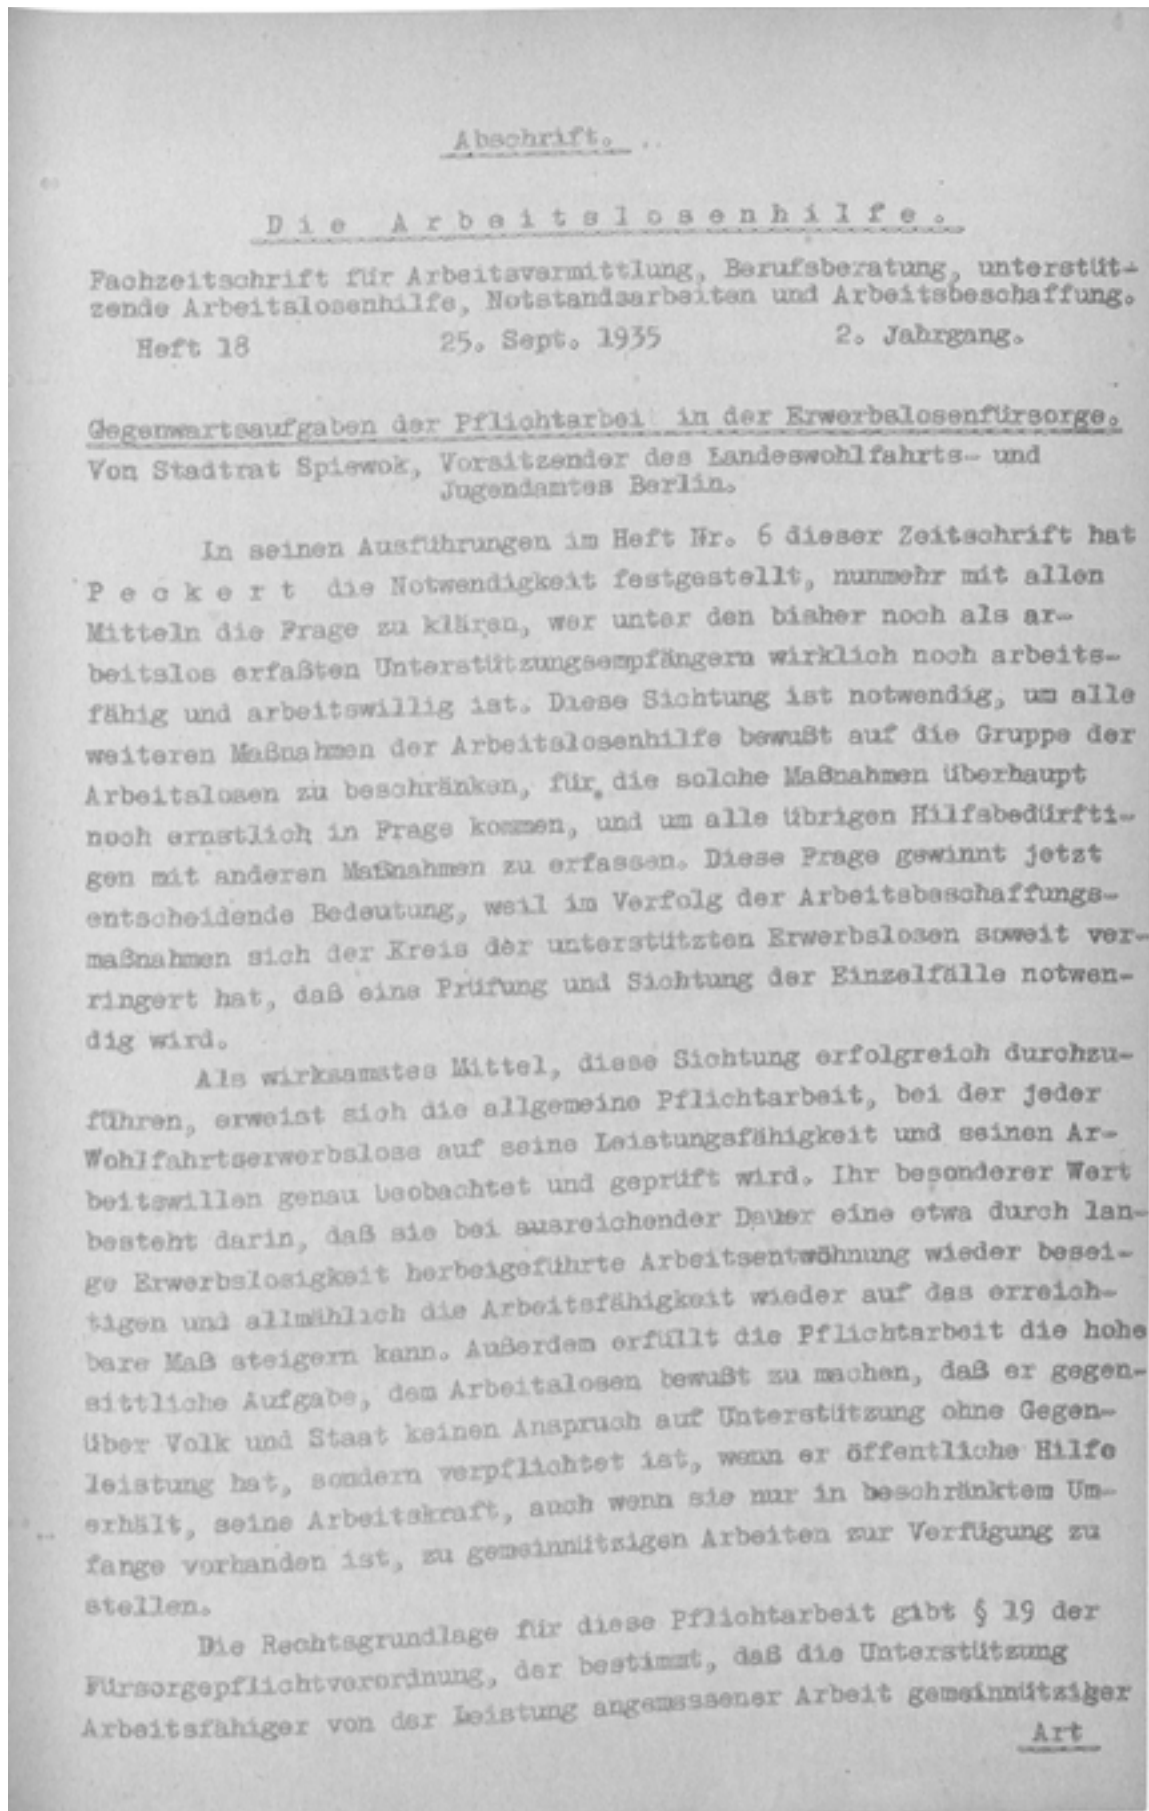 Abschrift.
D i e  A r b e i t s l o s e n h i l f e.
Fachzeitschrift für Arbeitsvermittlung, Berufsberatung, unterstüt-
zende Arbeitslosenhilfe, Notstandsarbeiten und Arbeitsbeschaffung.
Heft 18 25. Sept. 1935 2. Jahrgang.
Gegenwartsaufgaben der Pflichtarbei in der Erwerbslosenfürsorge.
Von Stadtrat Spiewok, Vorsitzender des Landeswohlfahrts- und
Jugendamtes Berlin.
In seinen Ausführungen im Heft Nr. 6 dieser Zeitschrift hat
P e c k e r t die Notwendigkeit festgestellt, nunmehr mit allen
Mitteln die Frage zu klären, wer unter den bisher noch als ar-
beitslos erfaßten Unterstützungsempfängern wirklich noch arbeits-
fähig und arbeitswillig ist. Diese Sichtung ist notwendig, um alle
weiteren Maßnahmen der Arbeitslosenhilfe bewußt auf die Gruppe der
Arbeitslosen zu beschränken, für die solche Maßnahmen überhaupt
noch ernstlich in Frage kommen, und um alle übrigen Hilfsbedürfti-
gen mit anderen Maßnahmen zu erfassen. Diese Frage gewinnt jetzt
entscheidende Bedeutung, weil im Verfolg der Arbeitsbeschaffungs-
maßnahmen sich der Kreis der unterstützten Erwerbslosen soweit ver-
ringert hat, daß eine Prüfung und Sichtung der Einzelfälle notwen-
dig wird.
Als wirksamstes Mittel, diese Sichtung erfolgreich durchzu-
führen, erweist sich die allgemeine Pflichtarbeit, bei der jeder
Wohlfahrtserwerbslose auf seine Leistungsfähigkeit und seinen Ar-
beitswillen genau beobachtet und geprüft wird. Ihr besonderer Wert
besteht darin, daß sie bei ausreichender Dauer eine etwa durch lan-
ge Erwerbslosigkeit herbeigeführte Arbeitsentwöhnung wieder besei-
tigen und allmählich die Arbeitsfähigkeit wieder auf das erreich-
bare Maß steigern kann. Außerdem erfüllt die Pflichtarbeit die hohe
sittliche Aufgabe, dem Arbeitslosen bewußt zu machen, daß er gegen-
über Volk und Staat keinen Anspruch auf Unterstützung ohne Gegen-
leistung hat, sondern verpflichtet ist, wenn er öffentliche Hilfe
erhält, seine Arbeitskraft, auch wenn sie nur in beschränktem Um-
fange vorhanden ist, zu gemeinnützigen Arbeiten zur Verfügung zu
stellen.
Die Rechtsgrundlage für diese Pflichtarbeit gibt § 19 der
Fürsorgepflichtverordnung, der bestimmt, daß die Unterstützung
Arbeitsfähiger von der Leistung angemessener Arbeit gemeinnütziger
Art